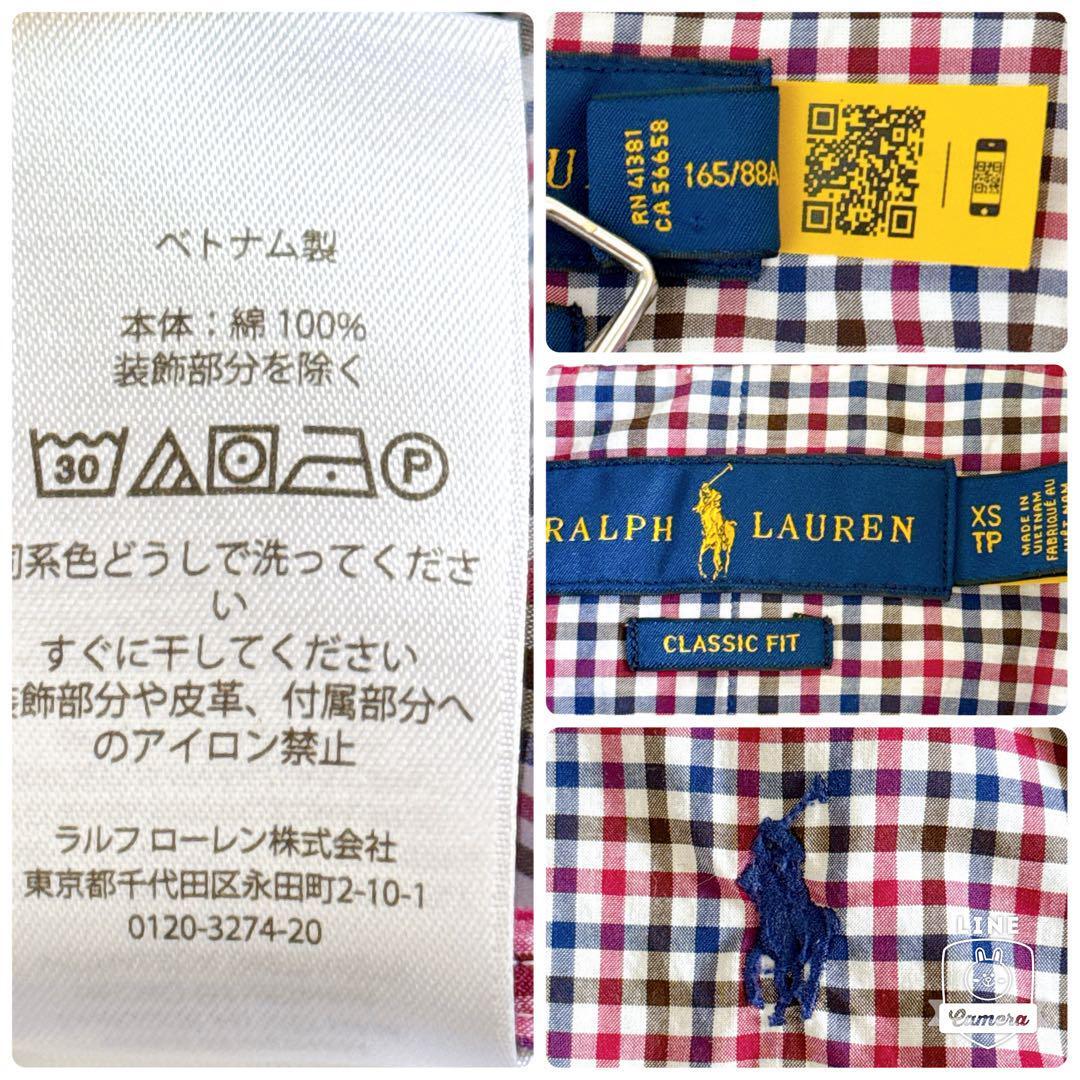 ベトナム製
本体：綿 100%
装飾部分を除く
30
P
系色どうしで洗ってくださ
い
すぐに干してください
飾部分や皮革、付属部分へ
のアイロン禁止
ラルフ ローレン株式会社
東京都千代田区永田町2-10-1
0120-3274-20
RN 41381
CA 56658
165/88A
RALPH LAUREN
XS
TP
MADE IN
VIETNAM
FABRIQUÉ AU
CLASSIC FIT
LINE
Camera